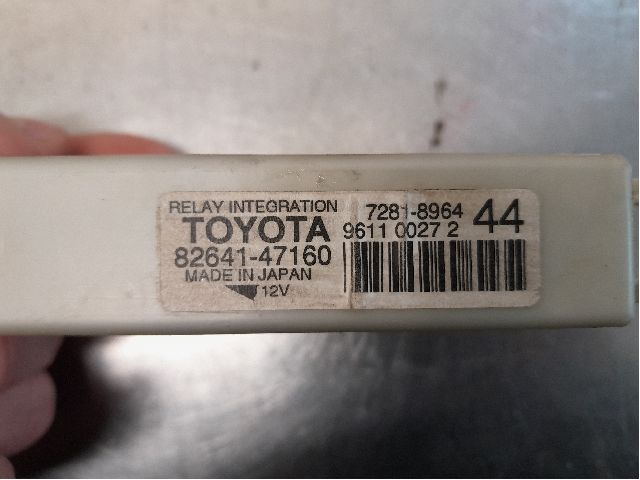 RELAY INTEGRATION
TOYOTA
82641-47160
MADE IN JAPAN
12V
7281-8964
9611 0027 2
44